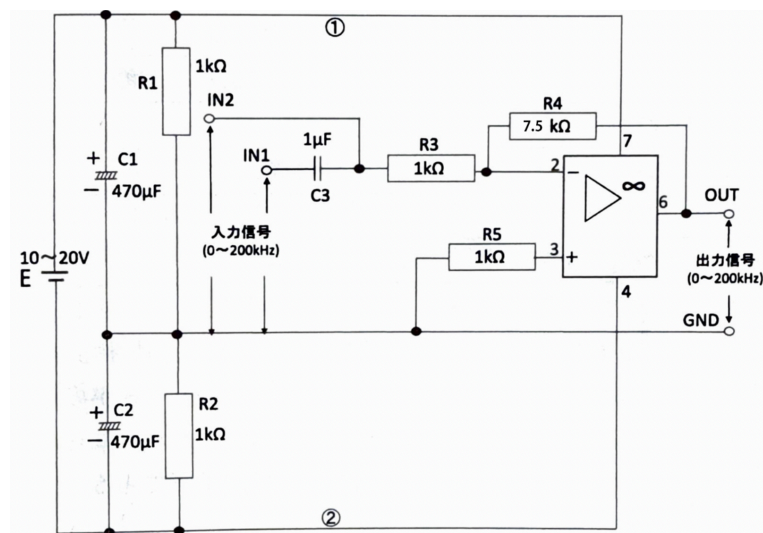 ①
1kΩ
R1
IN2
R4
7.5 kΩ
1μF
R3
7
IN1
1kΩ
2
−
∞
+
C1
C3
−
470μF
6
OUT
入力信号
(0～200kHz)
R5
3
1kΩ
+
出力信号
(0～200kHz)
10～20V
E
4
GND
+
C2
R2
−
470μF
1kΩ
②